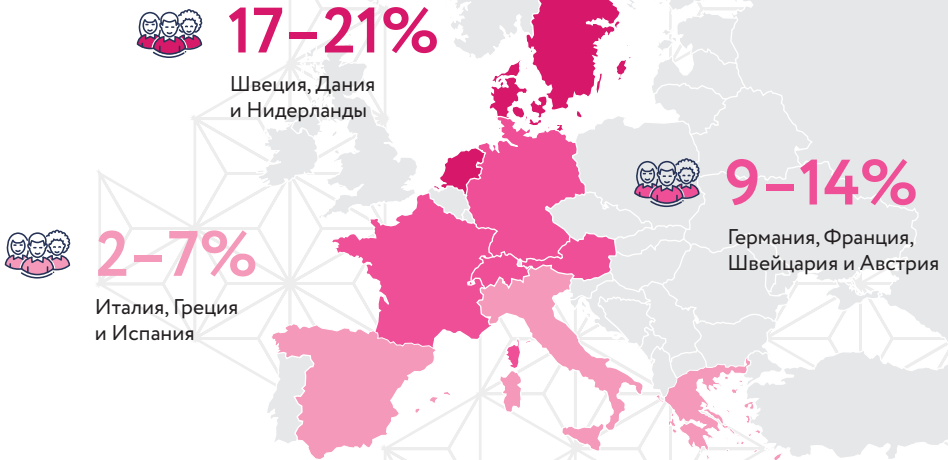 17–21%
Швеция, Дания
и Нидерланды
9–14%
Германия, Франция,
Швейцария и Австрия
2–7%
Италия, Греция
и Испания